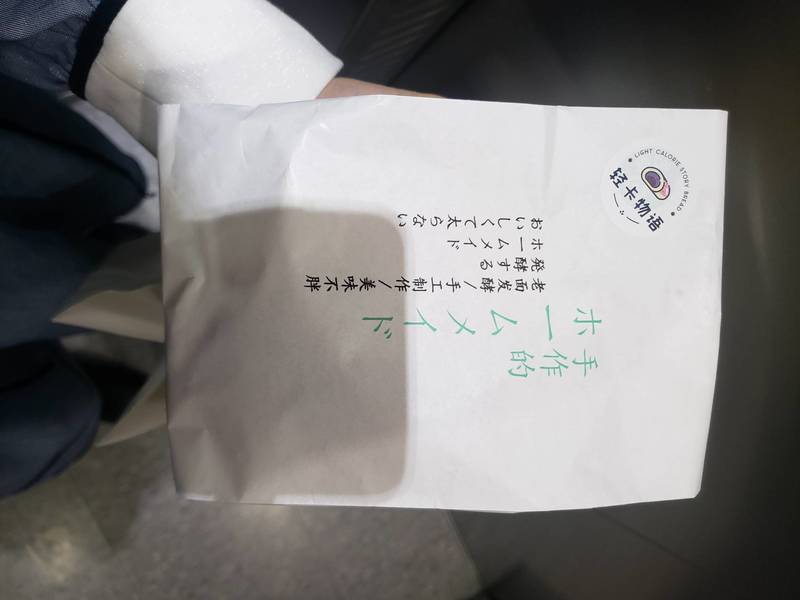 手作的
ホームメイド
老面发酵/手工制作/美味不胖
発酵する
ホームメイド
おいしくて太らない
LIGHT CALORIE STORY BREAD
轻卡物语